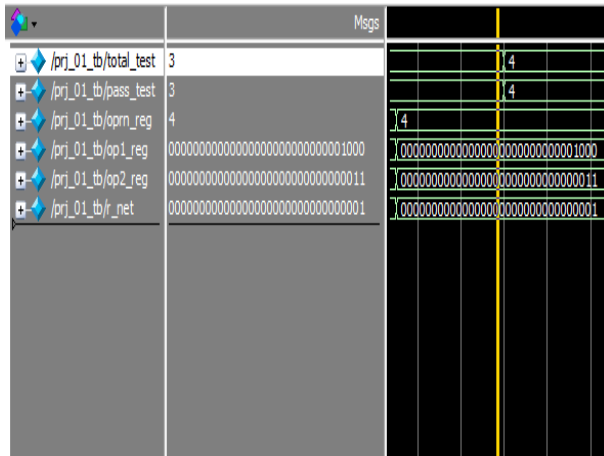 Msgs
/prj_01_tb/total_test 3 4
/prj_01_tb/pass_test 3 4
/prj_01_tb/oprn_reg 4 4
/prj_01_tb/op1_reg 00000000000000000000000000001000 00000000000000000000000000001000
/prj_01_tb/op2_reg 00000000000000000000000000000011 00000000000000000000000000000011
/prj_01_tb/r_net 00000000000000000000000000000001 00000000000000000000000000000001